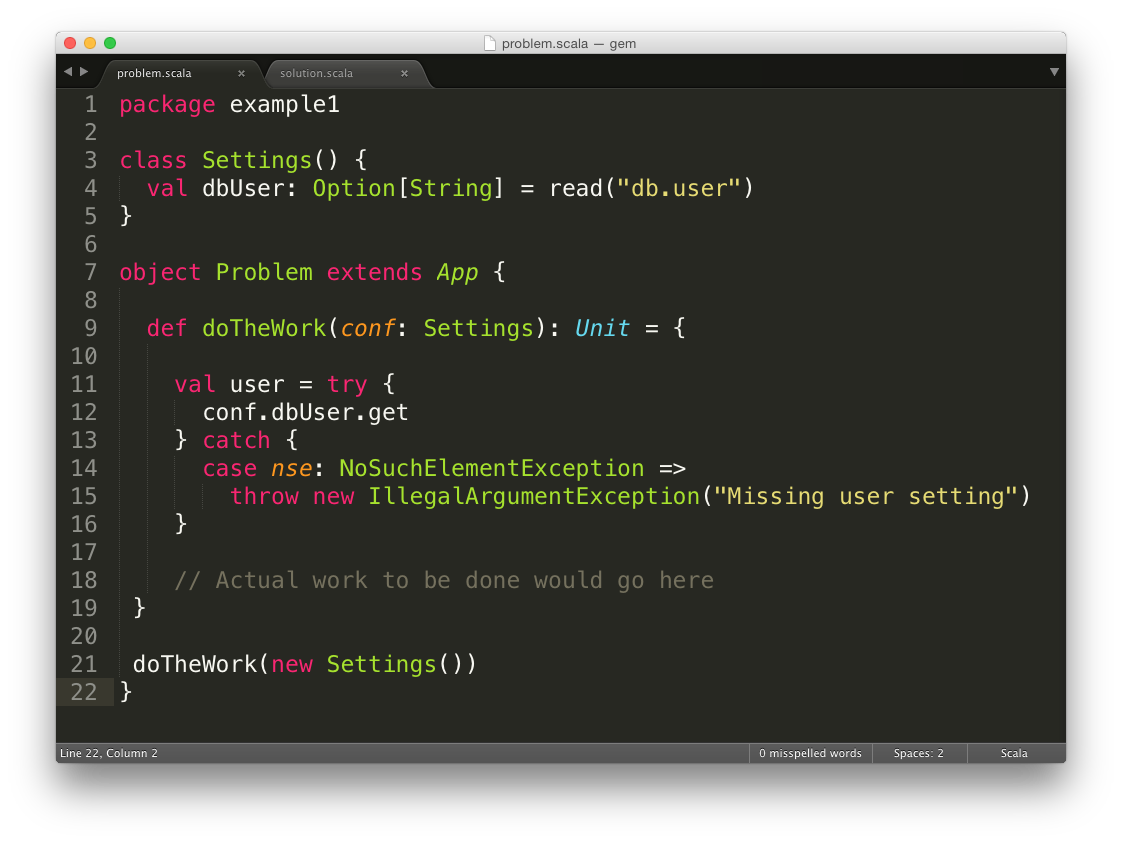 problem.scala — gem
problem.scala × solution.scala ×
1 package example1
2
3 class Settings() {
4   val dbUser: Option[String] = read("db.user")
5 }
6
7 object Problem extends App {
8
9   def doTheWork(conf: Settings): Unit = {
10
11     val user = try {
12       conf.dbUser.get
13     } catch {
14       case nse: NoSuchElementException =>
15         throw new IllegalArgumentException("Missing user setting")
16     }
17
18     // Actual work to be done would go here
19  }
20
21  doTheWork(new Settings())
22 }
Line 22, Column 2 0 misspelled words Spaces: 2 Scala